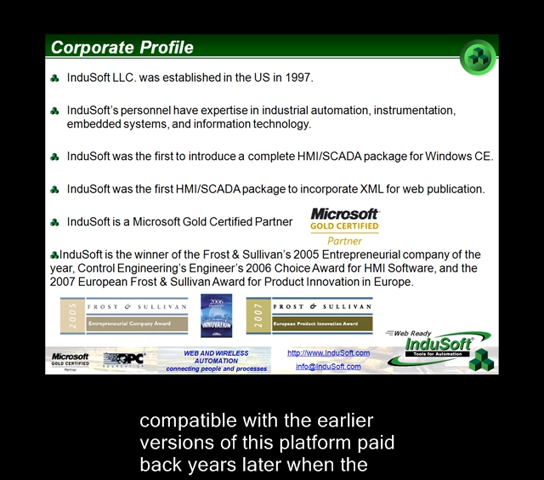 Corporate Profile
InduSoft LLC. was established in the US in 1997.
InduSoft's personnel have expertise in industrial automation, instrumentation,
embedded systems, and information technology.
InduSoft was the first to introduce a complete HMI/SCADA package for Windows CE.
InduSoft was the first HMI/SCADA package to incorporate XML for web publication.
InduSoft is a Microsoft Gold Certified Partner
Microsoft
GOLD CERTIFIED
Partner
InduSoft is the winner of the Frost & Sullivan's 2005 Entrepreneurial company of the
year, Control Engineering's Engineer's 2006 Choice Award for HMI Software, and the
2007 European Frost & Sullivan Award for Product Innovation in Europe.
2005
FROST & SULLIVAN
Entrepreneurial Company Award
2006
INNOVATION
2007
FROST & SULLIVAN
European Product Innovation Award
Web Ready
InduSoft
Tools for Automation
Microsoft
GOLD CERTIFIED
Partner
OPC
FOUNDATION
WEB AND WIRELESS
AUTOMATION
connecting people and processes
http://www.InduSoft.com
info@InduSoft.com
compatible with the earlier
versions of this platform paid
back years later when the